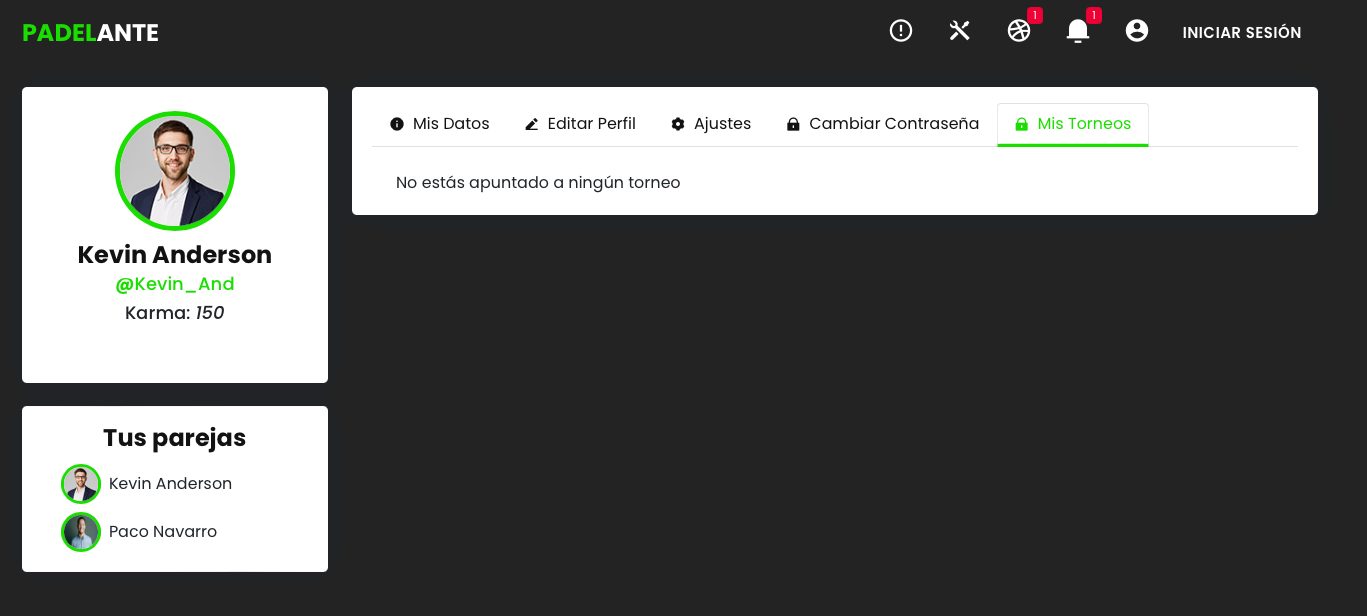 PADELANTE
1
1
INICIAR SESIÓN
Kevin Anderson
@Kevin_And
Karma: 150
Tus parejas
Kevin Anderson
Paco Navarro
Mis Datos
Editar Perfil
Ajustes
Cambiar Contraseña
Mis Torneos
No estás apuntado a ningún torneo